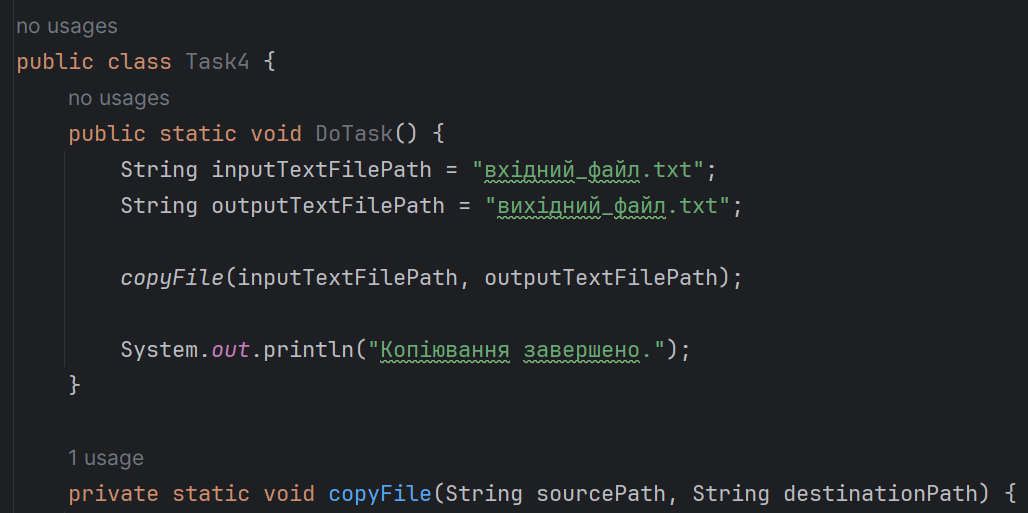 no usages
public class Task4 {
no usages
public static void DoTask() {
String inputTextFilePath = "вхідний_файл.txt";
String outputTextFilePath = "вихідний_файл.txt";
copyFile(inputTextFilePath, outputTextFilePath);
System.out.println("Копіювання завершено.");
}
1 usage
private static void copyFile(String sourcePath, String destinationPath) {